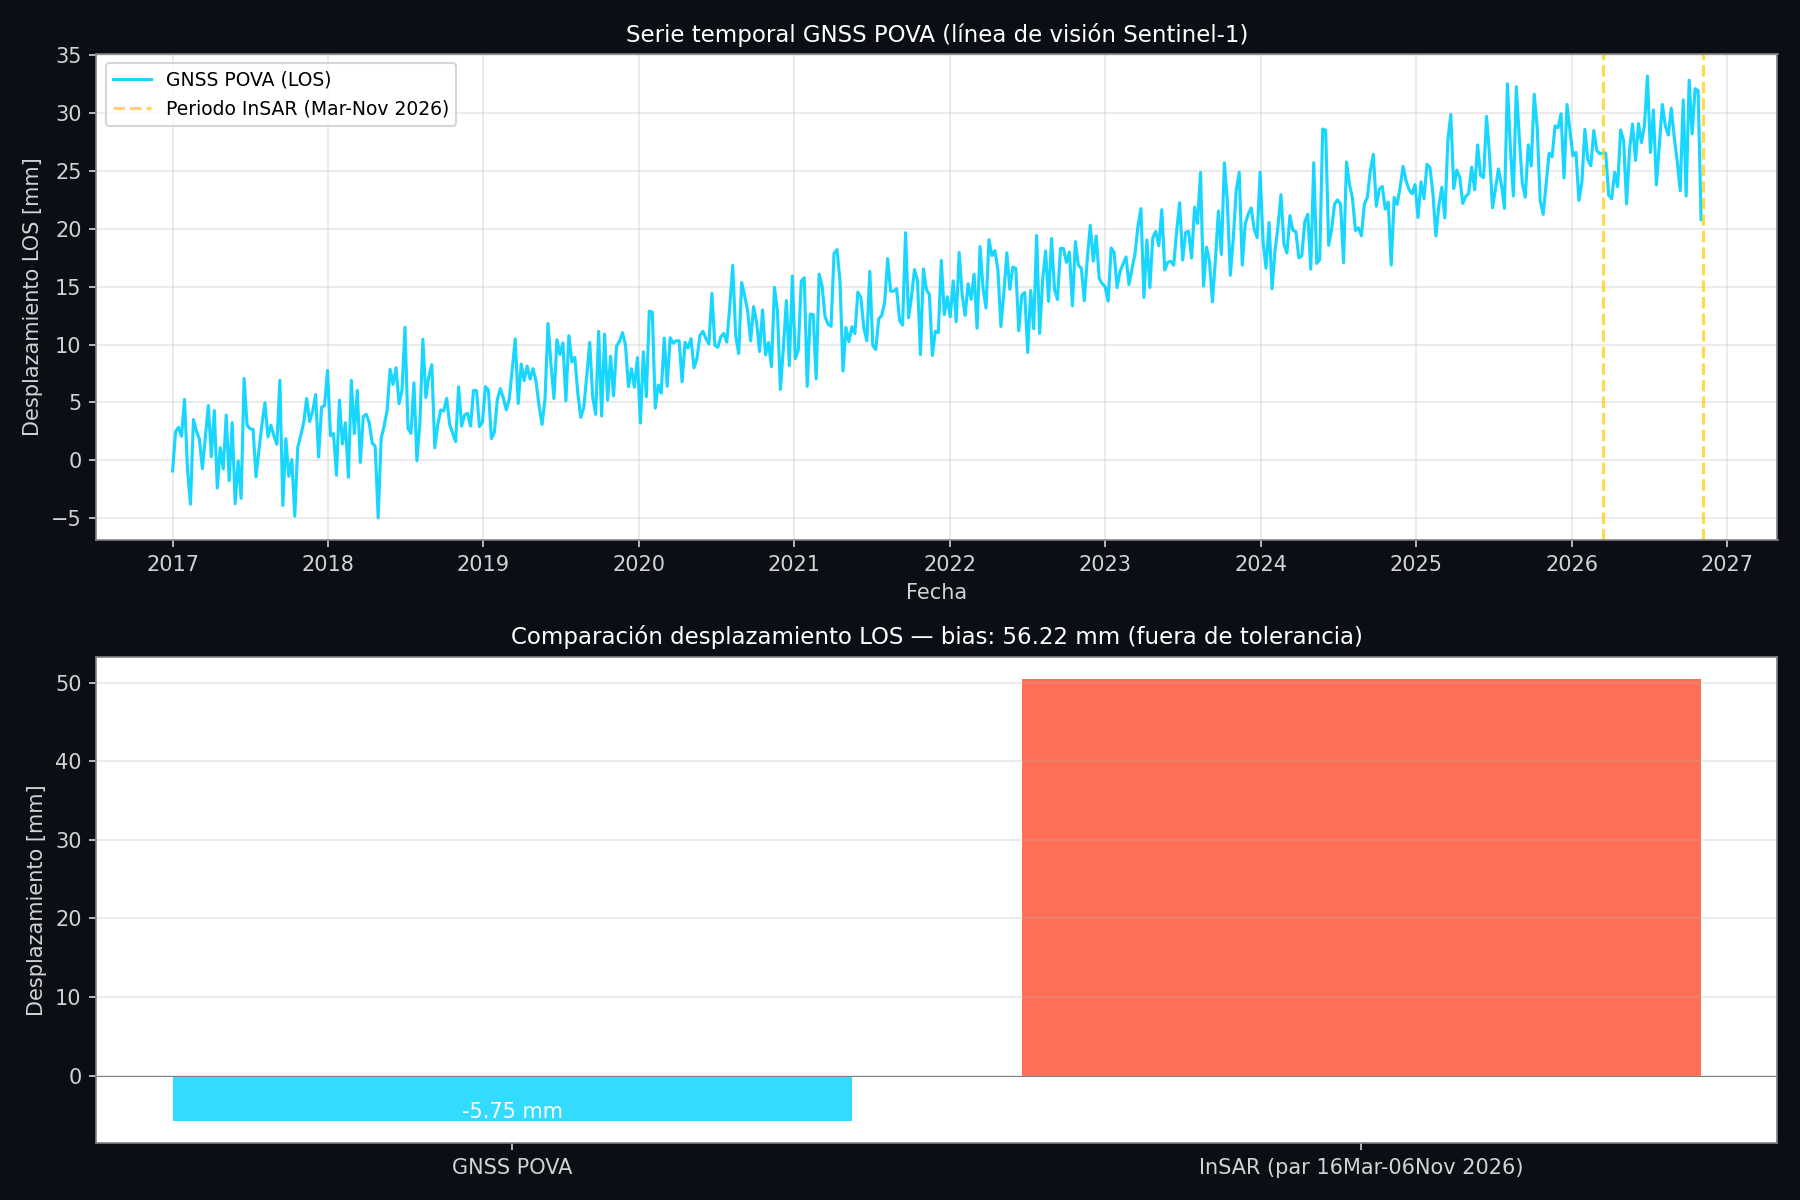 Serie temporal GNSS POVA (línea de visión Sentinel-1)
Desplazamiento LOS [mm]
35
30
25
20
15
10
5
0
−5
GNSS POVA (LOS)
Periodo InSAR (Mar-Nov 2026)
2017 2018 2019 2020 2021 2022 2023 2024 2025 2026 2027
Fecha
Comparación desplazamiento LOS — bias: 56.22 mm (fuera de tolerancia)
Desplazamiento [mm]
50
40
30
20
10
0
-5.75 mm
GNSS POVA InSAR (par 16Mar-06Nov 2026)